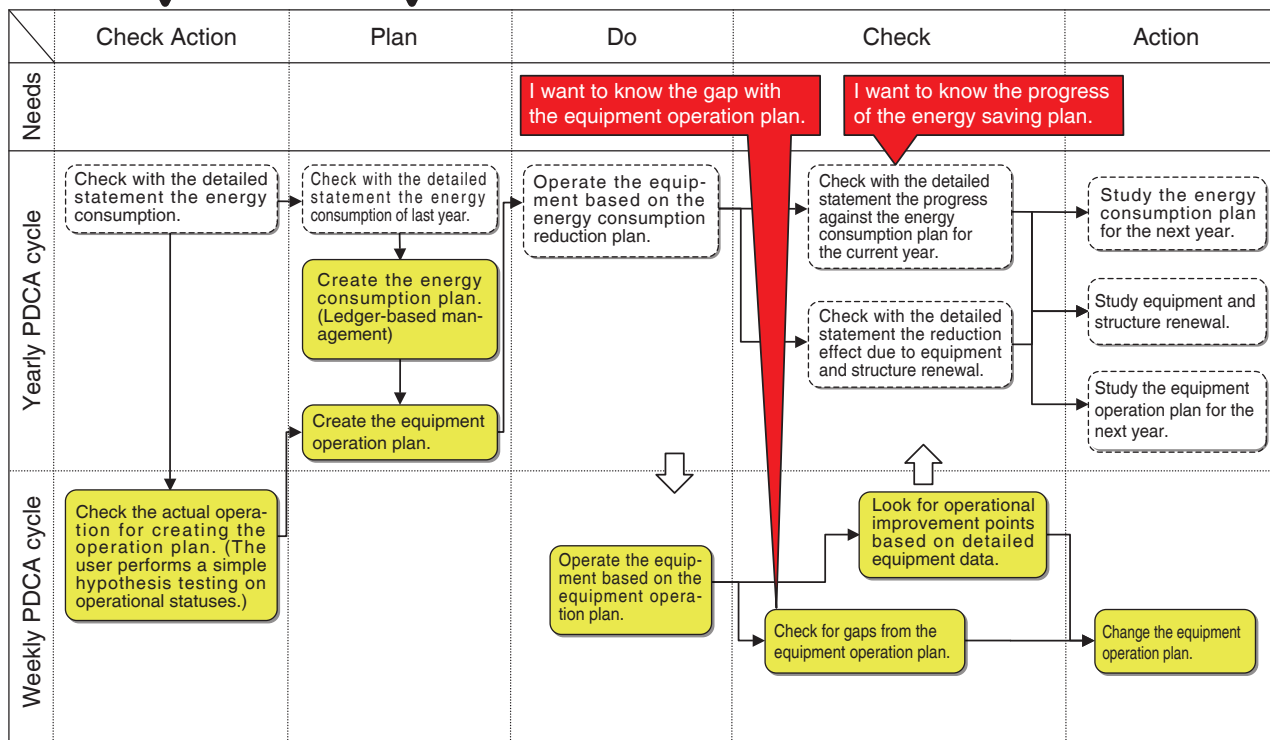 Check Action
Plan
Do
Check
Action
Needs
I want to know the gap with
the equipment operation plan.
I want to know the progress
of the energy saving plan.
Yearly PDCA cycle
Check with the detailed
statement the energy
consumption.
Check with the detailed
statement the energy
consumption of last year.
Create the energy
consumption plan.
(Ledger-based man-
agement)
Create the equipment
operation plan.
Operate the equip-
ment based on the
energy consumption
reduction plan.
Check with the detailed
statement the progress
against the energy
consumption plan for
the current year.
Check with the detailed
statement the reduction
effect due to equipment
and structure renewal.
Study the energy
consumption plan
for the next year.
Study equipment and
structure renewal.
Study the equipment
operation plan for the
next year.
Weekly PDCA cycle
Check the actual opera-
tion for creating the
operation plan. (The
user performs a simple
hypothesis testing on
operational statuses.)
Operate the equip-
ment based on the
equipment opera-
tion plan.
Look for operational
improvement points
based on detailed
equipment data.
Check for gaps from the
equipment operation plan.
Change the equipment
operation plan.